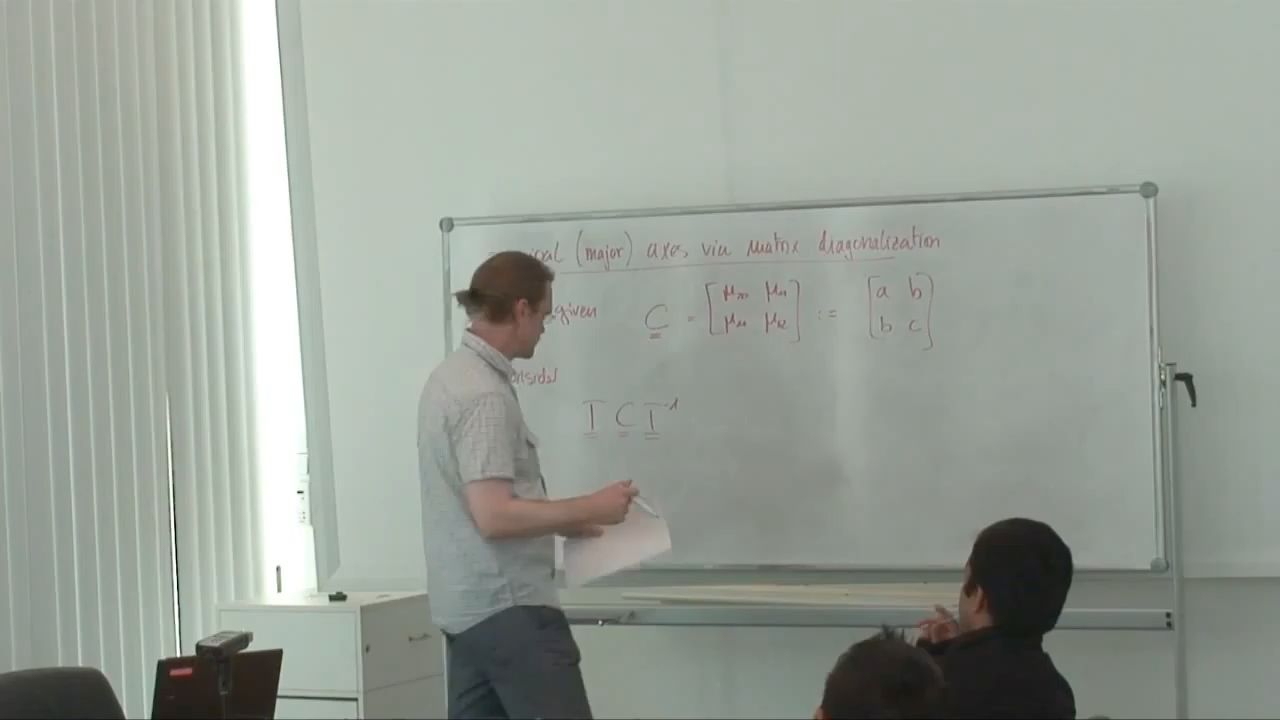 (major) axes via matrix diagonalization
given C = [ μ20 μ11 ] := [ a b ]
[ μ11 μ02 ] [ b c ]
T C T⁻¹